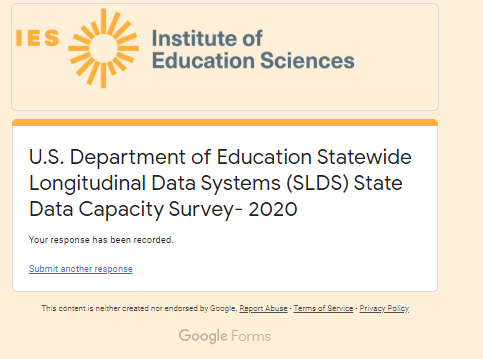 IES
Institute of
Education Sciences
U.S. Department of Education Statewide
Longitudinal Data Systems (SLDS) State
Data Capacity Survey- 2020
Your response has been recorded.
Submit another response
This content is neither created nor endorsed by Google. Report Abuse - Terms of Service - Privacy Policy
Google Forms